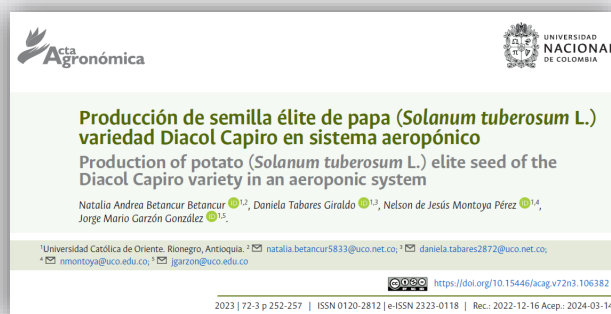 Acta
Agronómica
UNIVERSIDAD
NACIONAL
DE COLOMBIA
Producción de semilla élite de papa (Solanum tuberosum L.)
variedad Diacol Capiro en sistema aeropónico
Production of potato (Solanum tuberosum L.) elite seed of the
Diacol Capiro variety in an aeroponic system
Natalia Andrea Betancur Betancur iD 1,2, Daniela Tabares Giraldo iD 1,3, Nelson de Jesús Montoya Pérez iD 1,4,
Jorge Mario Garzón González iD 1,5.
1Universidad Católica de Oriente. Rionegro, Antioquia. 2 natalia.betancur5833@uco.net.co; 3 daniela.tabares2872@uco.net.co;
4 nmontoya@uco.edu.co; 5 jgarzon@uco.edu.co
https://doi.org/10.15446/acag.v72n3.106382
2023 | 72-3 p 252-257 | ISSN 0120-2812 | e-ISSN 2323-0118 | Rec.: 2022-12-16 Acep.: 2024-03-14